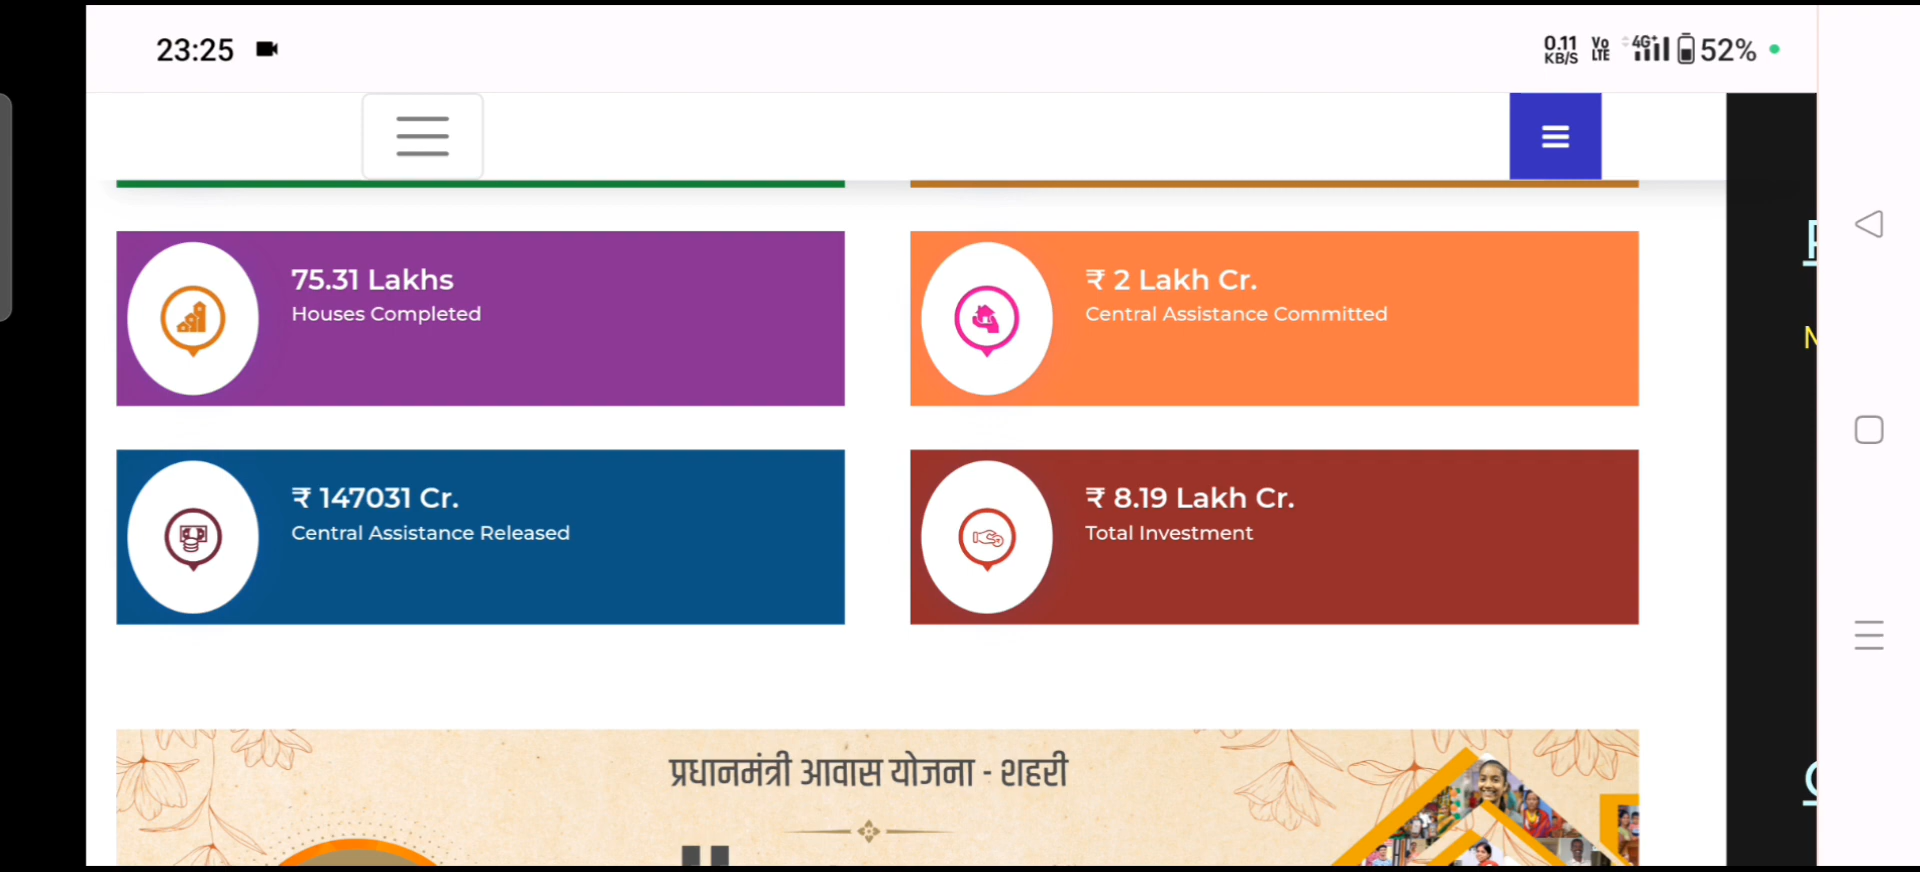 23:25
0.11 KB/S Vo LTE 4G+ 52%
75.31 Lakhs
Houses Completed
₹ 2 Lakh Cr.
Central Assistance Committed
₹ 147031 Cr.
Central Assistance Released
₹ 8.19 Lakh Cr.
Total Investment
प्रधानमंत्री आवास योजना - शहरी